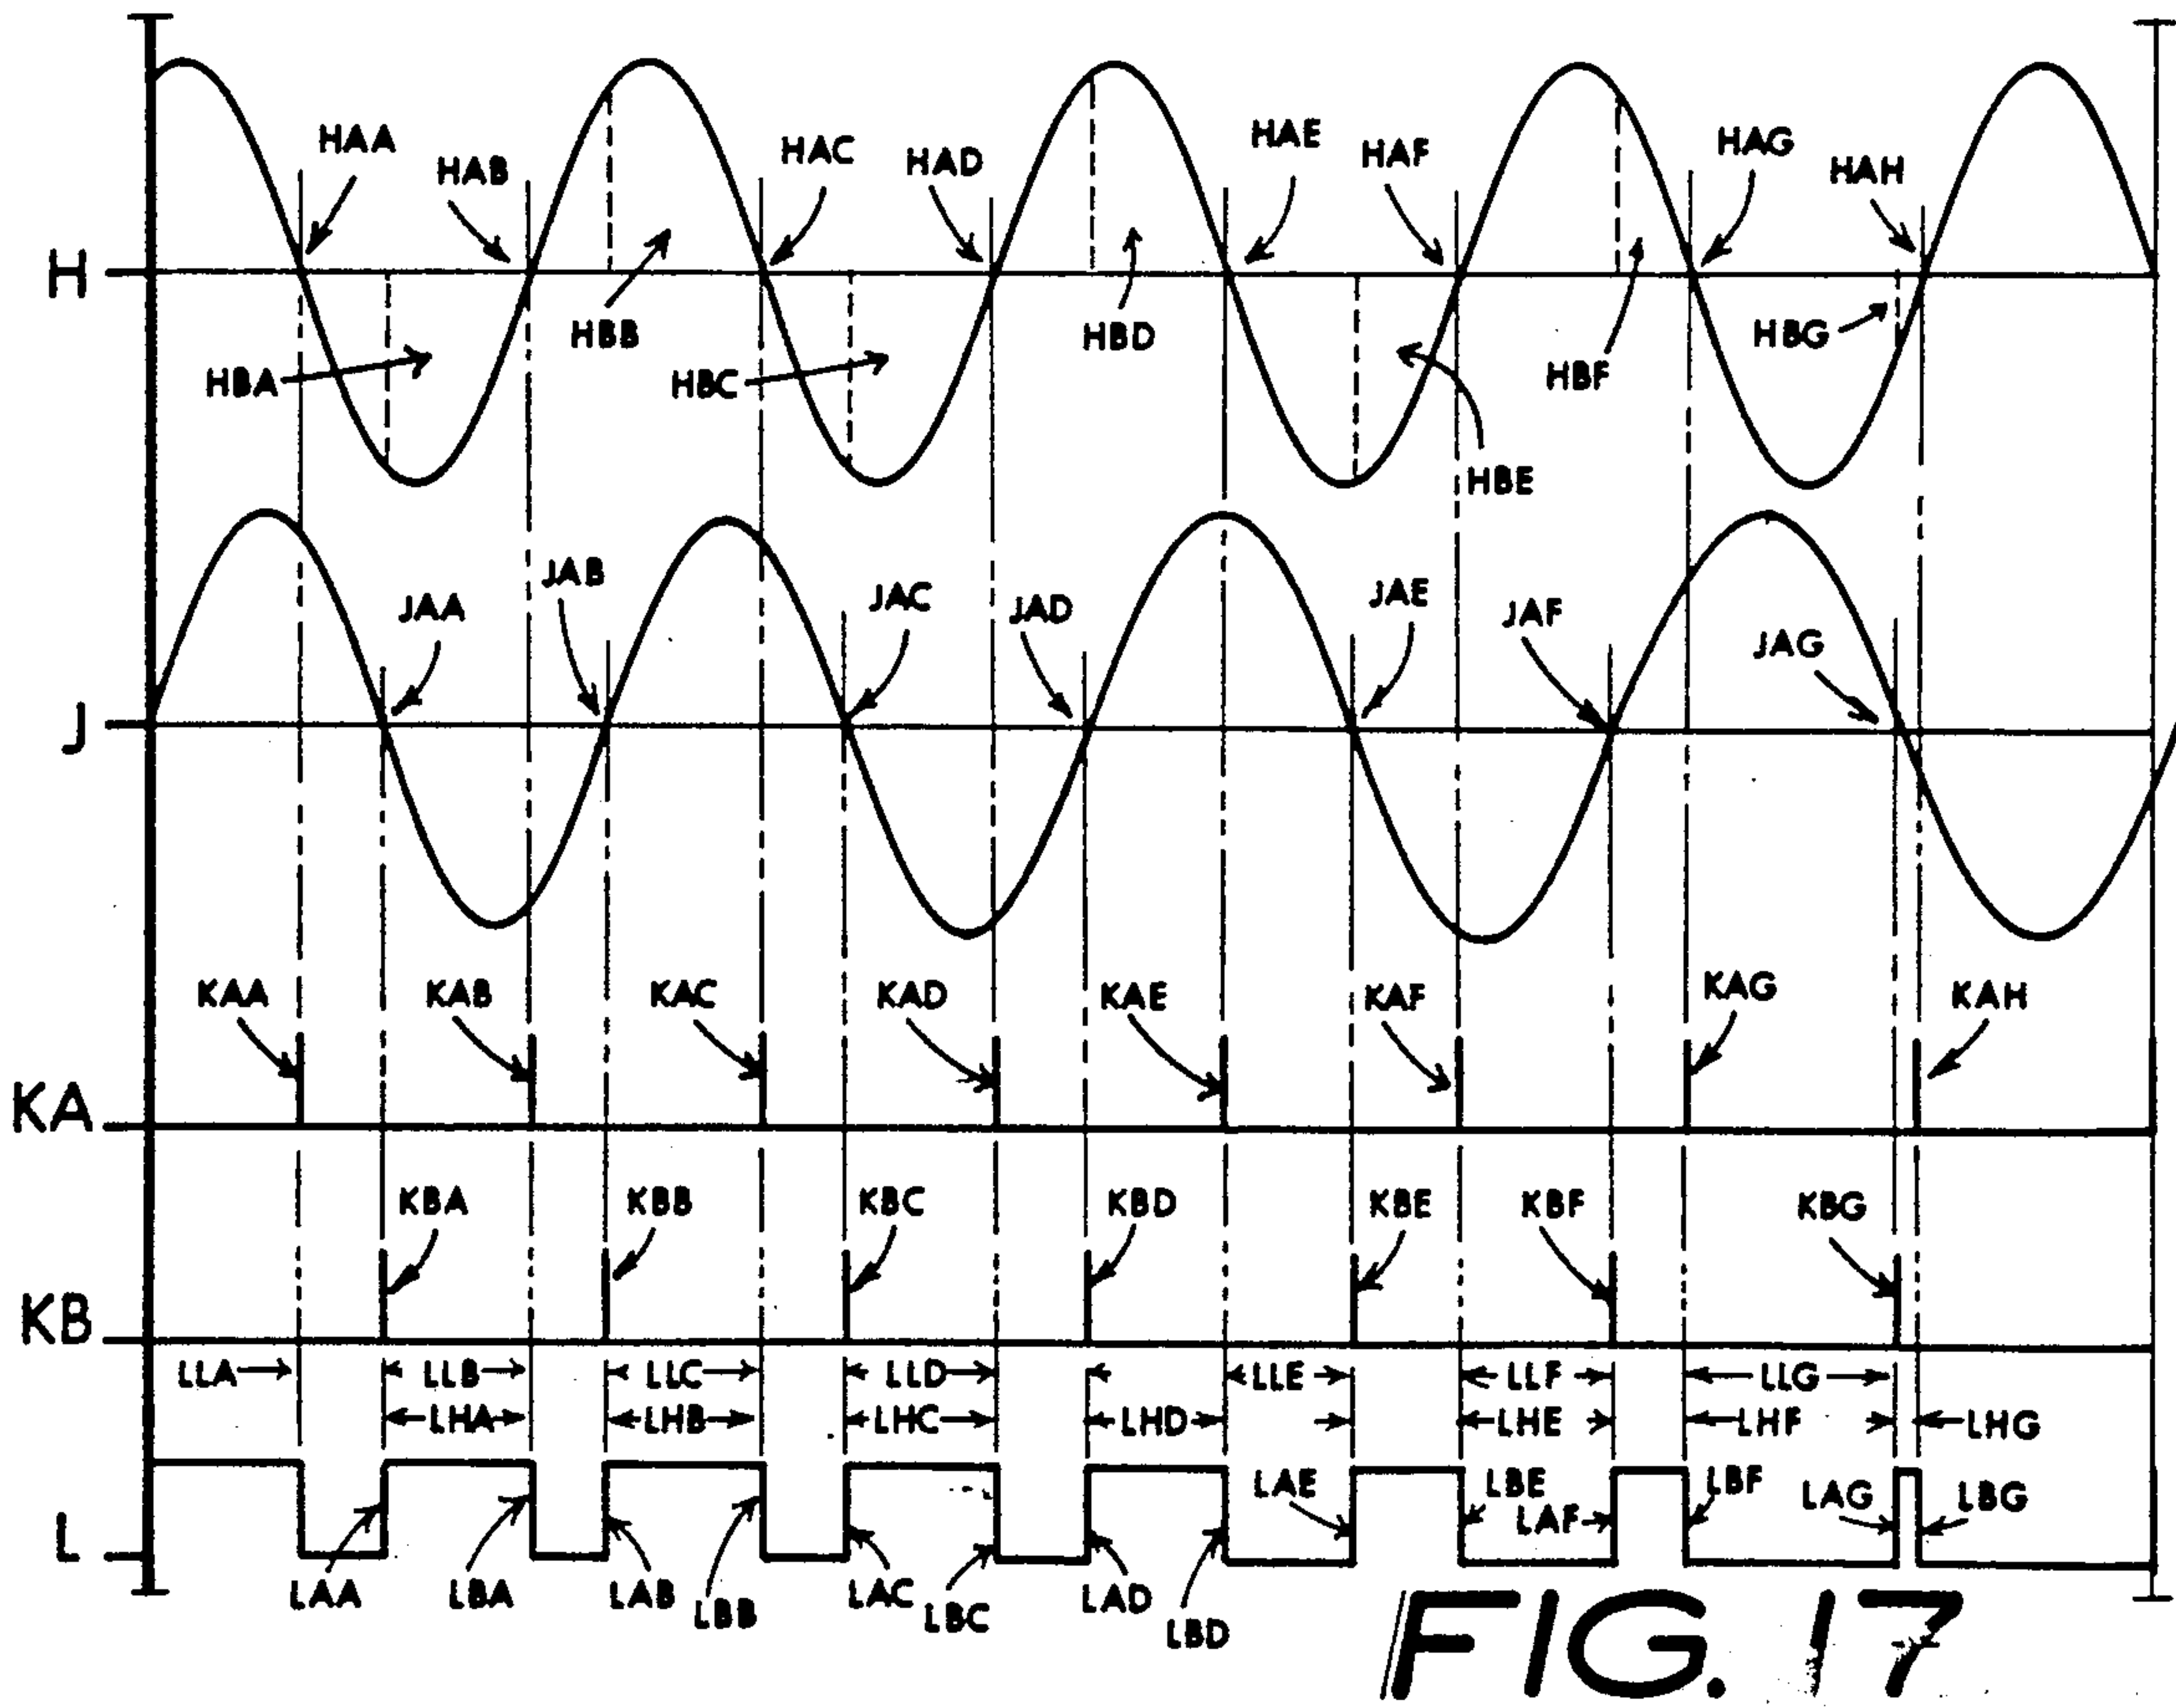 HAA
HAB
HAC
HAD
HAE
HAF
HAG
HAH
H
HBA
HBB
HBC
HBD
HBE
HBF
HBG
JAA
JAB
JAC
JAD
JAE
JAF
JAG
J
KAA
KAB
KAC
KAD
KAE
KAF
KAG
KAH
KA
KBA
KBB
KBC
KBD
KBE
KBF
KBG
KB
LLA
LLB
LLC
LLD
LLE
LLF
LLG
LHA
LHB
LHC
LHD
LHE
LHF
LHG
LAE
LBE
LAF
LBF
LAG
LBG
L
LAA
LBA
LAB
LBB
LAC
LBC
LAD
LBD
FIG. 17